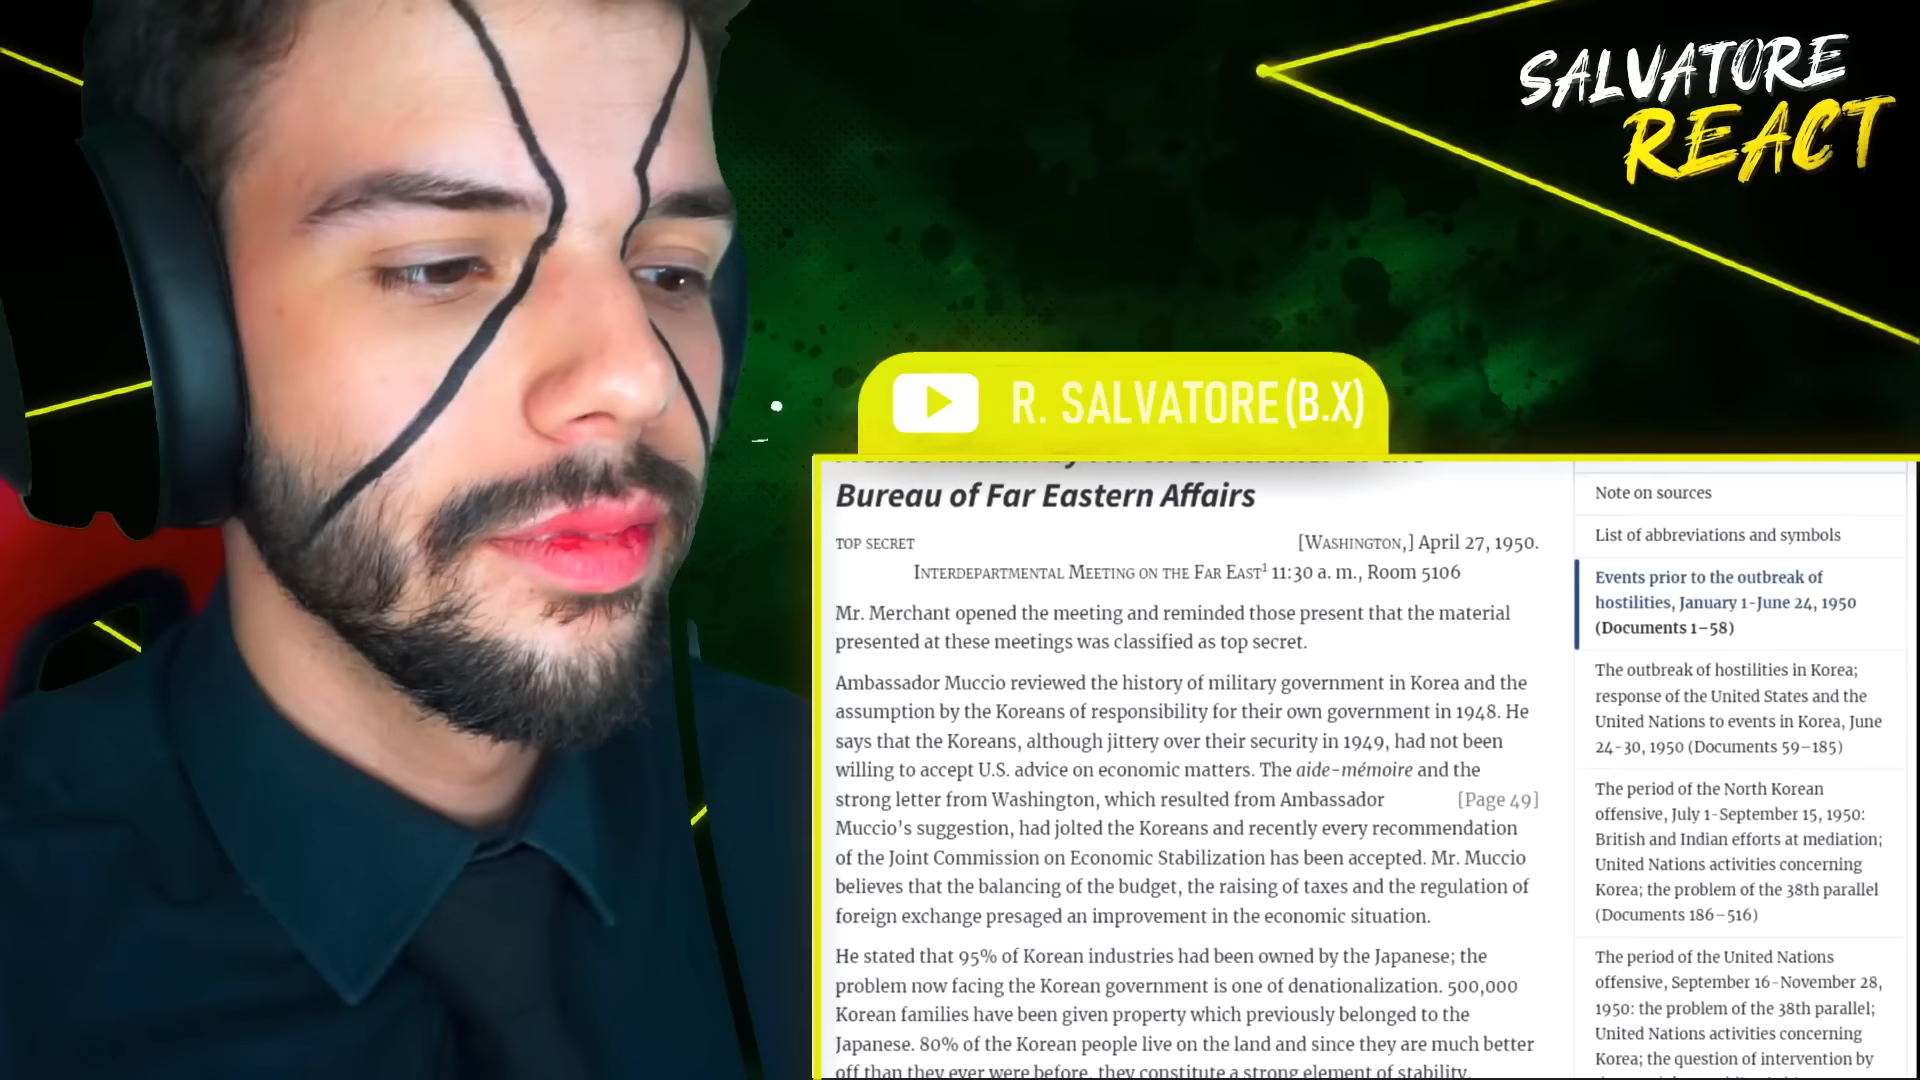 SALVATORE
REACT
R. SALVATORE(B.X)
Bureau of Far Eastern Affairs
TOP SECRET [WASHINGTON,] April 27, 1950.
INTERDEPARTMENTAL MEETING ON THE FAR EAST1 11:30 a. m., Room 5106
Mr. Merchant opened the meeting and reminded those present that the material
presented at these meetings was classified as top secret.
Ambassador Muccio reviewed the history of military government in Korea and the
assumption by the Koreans of responsibility for their own government in 1948. He
says that the Koreans, although jittery over their security in 1949, had not been
willing to accept U.S. advice on economic matters. The aide-mémoire and the
strong letter from Washington, which resulted from Ambassador [Page 49]
Muccio's suggestion, had jolted the Koreans and recently every recommendation
of the Joint Commission on Economic Stabilization has been accepted. Mr. Muccio
believes that the balancing of the budget, the raising of taxes and the regulation of
foreign exchange presaged an improvement in the economic situation.
He stated that 95% of Korean industries had been owned by the Japanese; the
problem now facing the Korean government is one of denationalization. 500,000
Korean families have been given property which previously belonged to the
Japanese. 80% of the Korean people live on the land and since they are much better
off than they ever were before, they constitute a strong element of stability.
Note on sources
List of abbreviations and symbols
Events prior to the outbreak of
hostilities, January 1-June 24, 1950
(Documents 1–58)
The outbreak of hostilities in Korea;
response of the United States and the
United Nations to events in Korea, June
24-30, 1950 (Documents 59–185)
The period of the North Korean
offensive, July 1-September 15, 1950:
British and Indian efforts at mediation;
United Nations activities concerning
Korea; the problem of the 38th parallel
(Documents 186–516)
The period of the United Nations
offensive, September 16-November 28,
1950: the problem of the 38th parallel;
United Nations activities concerning
Korea; the question of intervention by